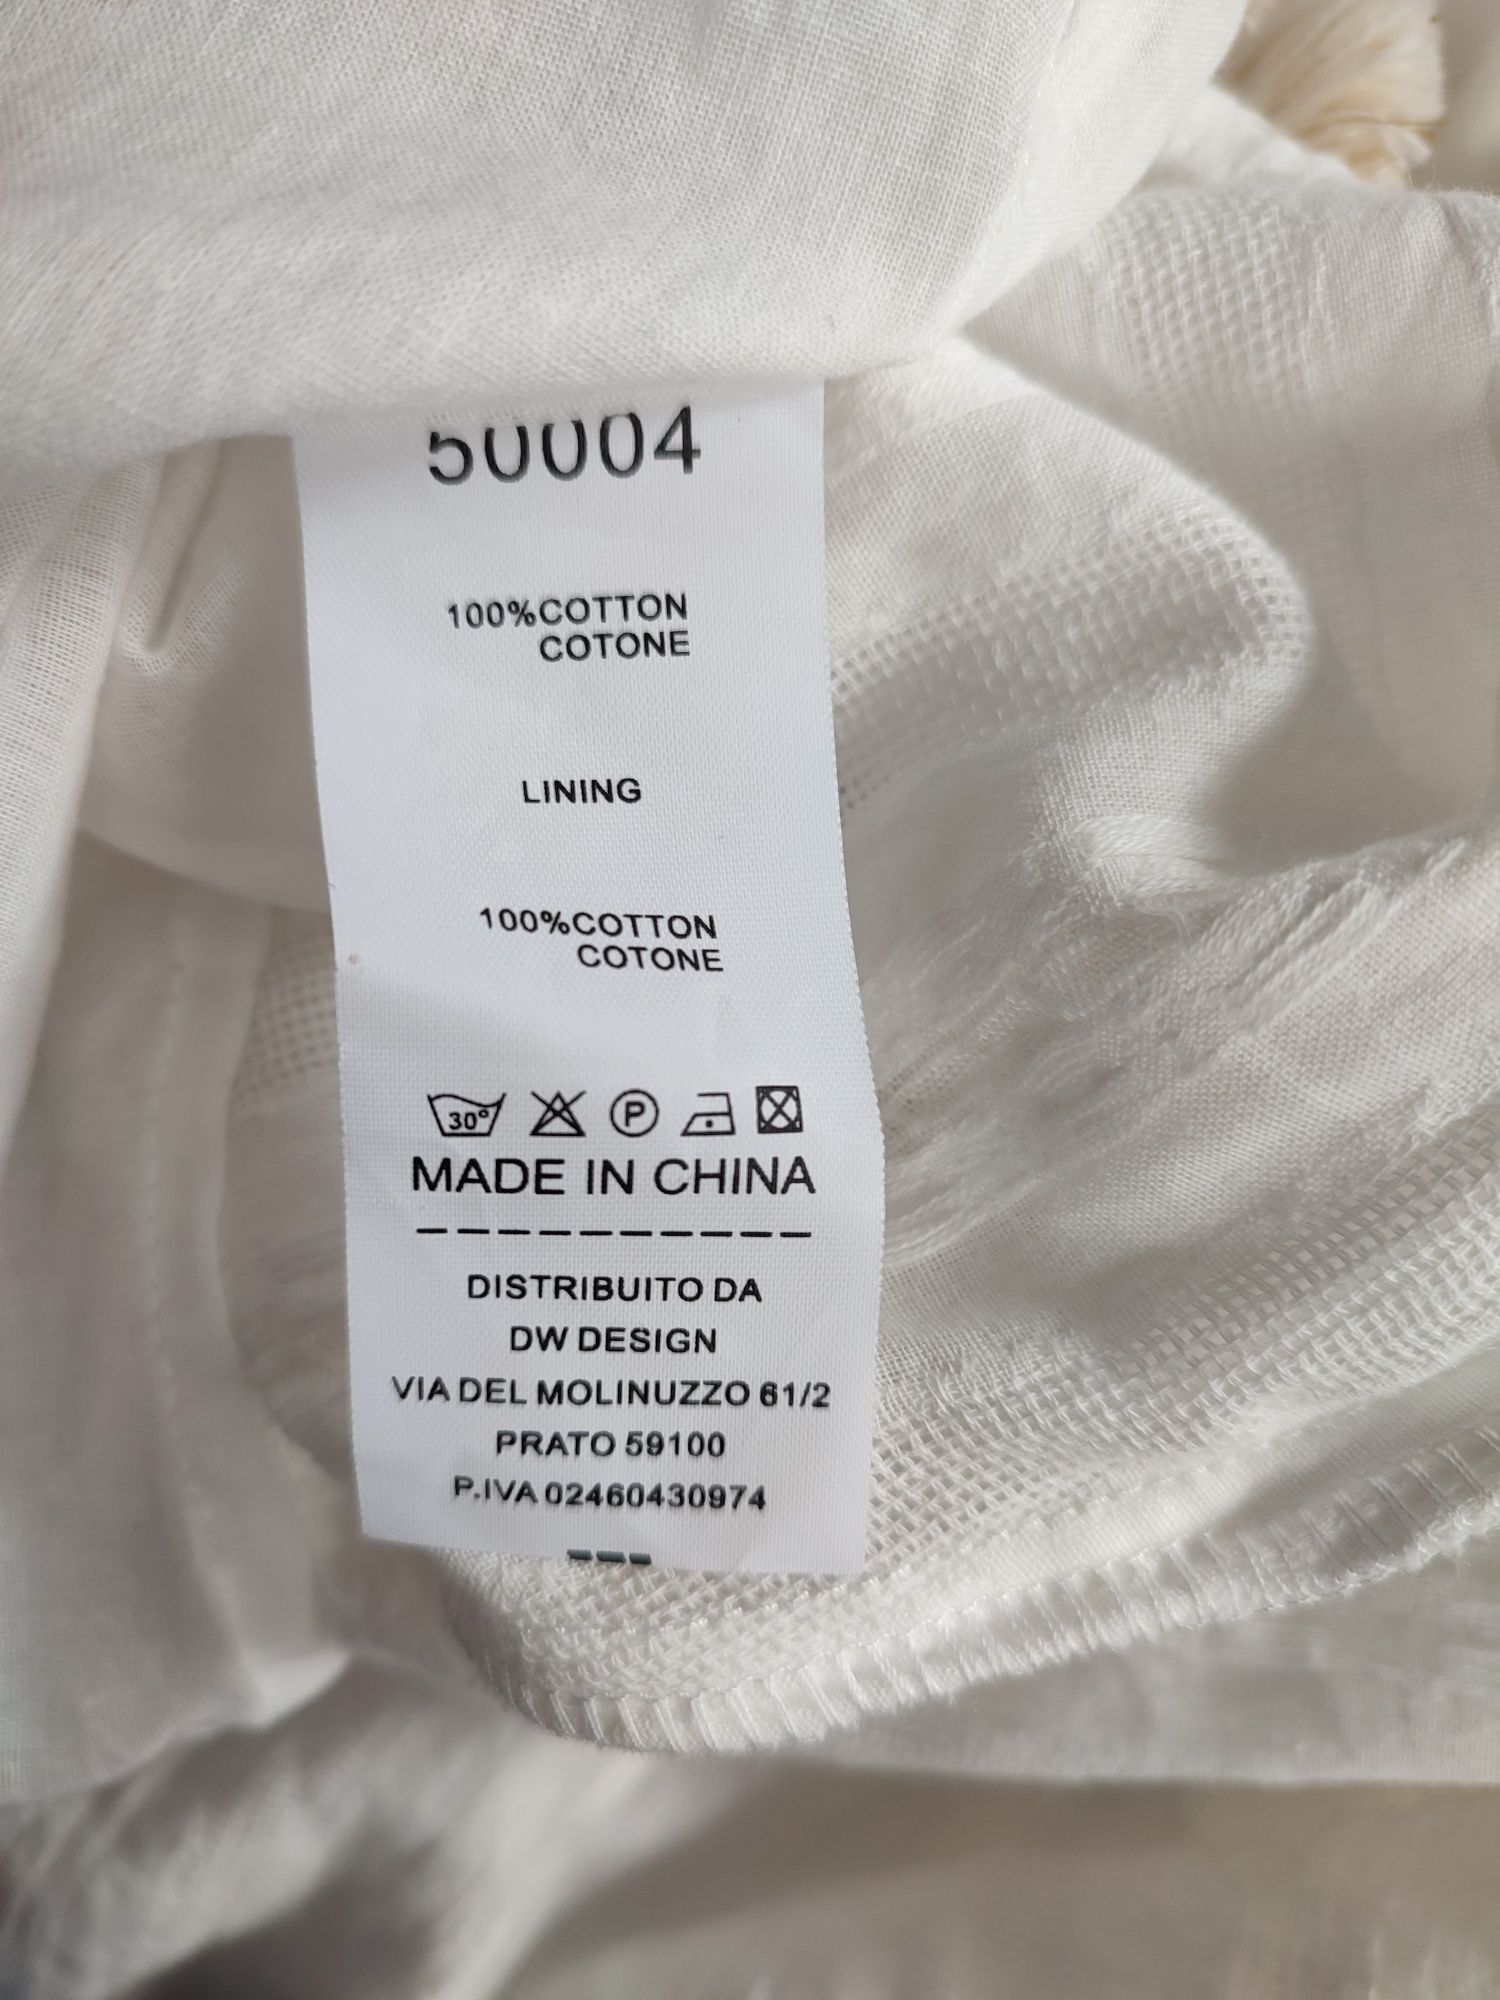 50004
100%COTTON
COTONE
LINING
100%COTTON
COTONE
30°
P
MADE IN CHINA
----------
DISTRIBUITO DA
DW DESIGN
VIA DEL MOLINUZZO 61/2
PRATO 59100
P.IVA 02460430974
---